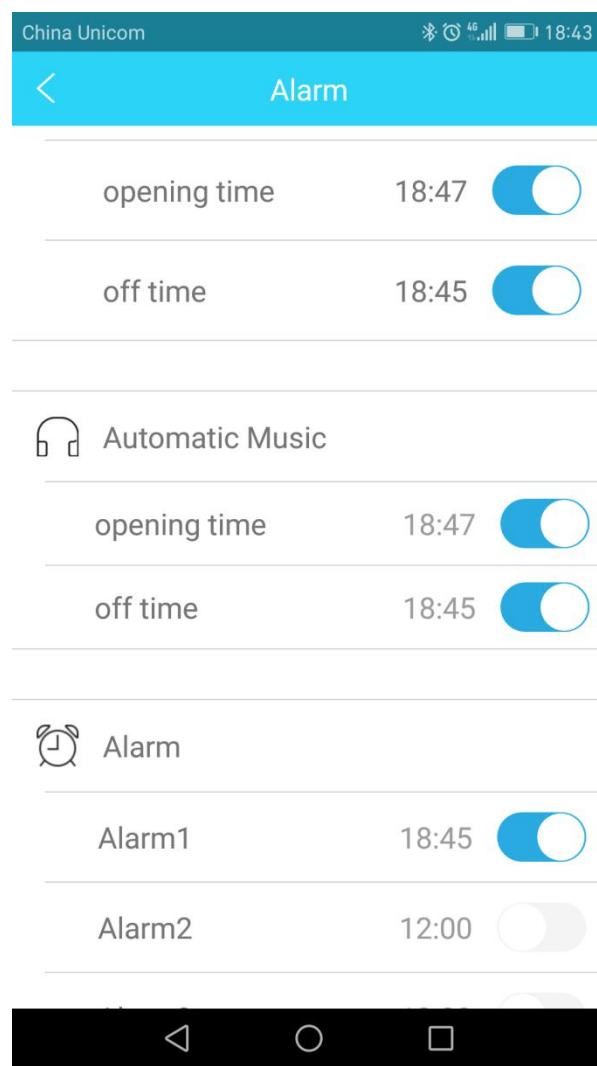 China Unicom 4G 18:43
Alarm
opening time 18:47
off time 18:45
Automatic Music
opening time 18:47
off time 18:45
Alarm
Alarm1 18:45
Alarm2 12:00